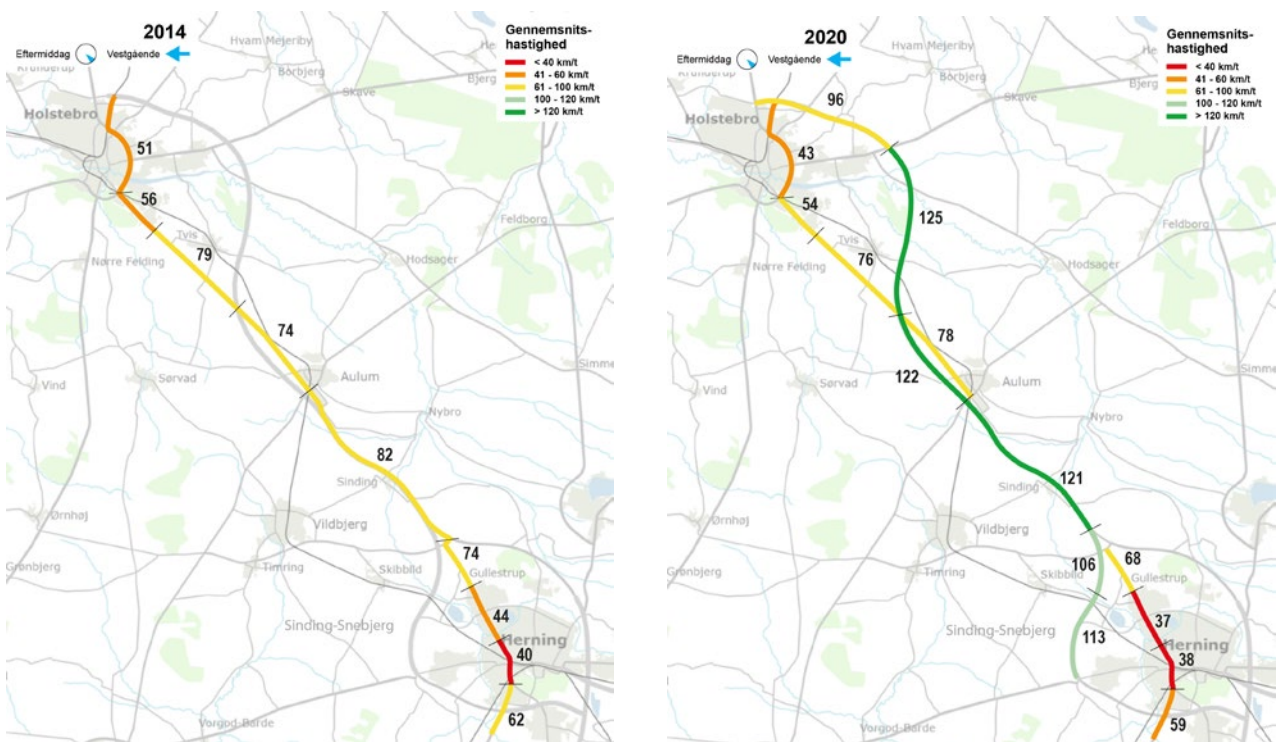 2014
Eftermiddag
Vestgående
Gennemsnits-
hastighed
< 40 km/t
41 - 60 km/t
61 - 100 km/t
100 - 120 km/t
> 120 km/t
Hvam Mejeriby
Borbjerg
Skave
Holstebro
51
56
Tvis
79
Nørre Felding
Feldborg
Hodsager
74
Aulum
Sørvad
Vind
Nybro
82
Sinding
Ørnhøj
Vildbjerg
74
Timring
Skibbild
Gullestrup
44
Sinding-Snebjerg
Herning
40
62
Vorgod-Barde
2020
Eftermiddag
Vestgående
Gennemsnits-
hastighed
< 40 km/t
41 - 60 km/t
61 - 100 km/t
100 - 120 km/t
> 120 km/t
Hvam Mejeriby
Borbjerg
96
Skave
Holstebro
43
54
125
Tvis
76
Nørre Felding
Feldborg
Hodsager
78
122
Aulum
Sørvad
Vind
Nybro
121
Sinding
Ørnhøj
Vildbjerg
106
68
Timring
Skibbild
Gullestrup
37
Sinding-Snebjerg
113
Herning
38
59
Vorgod-Barde